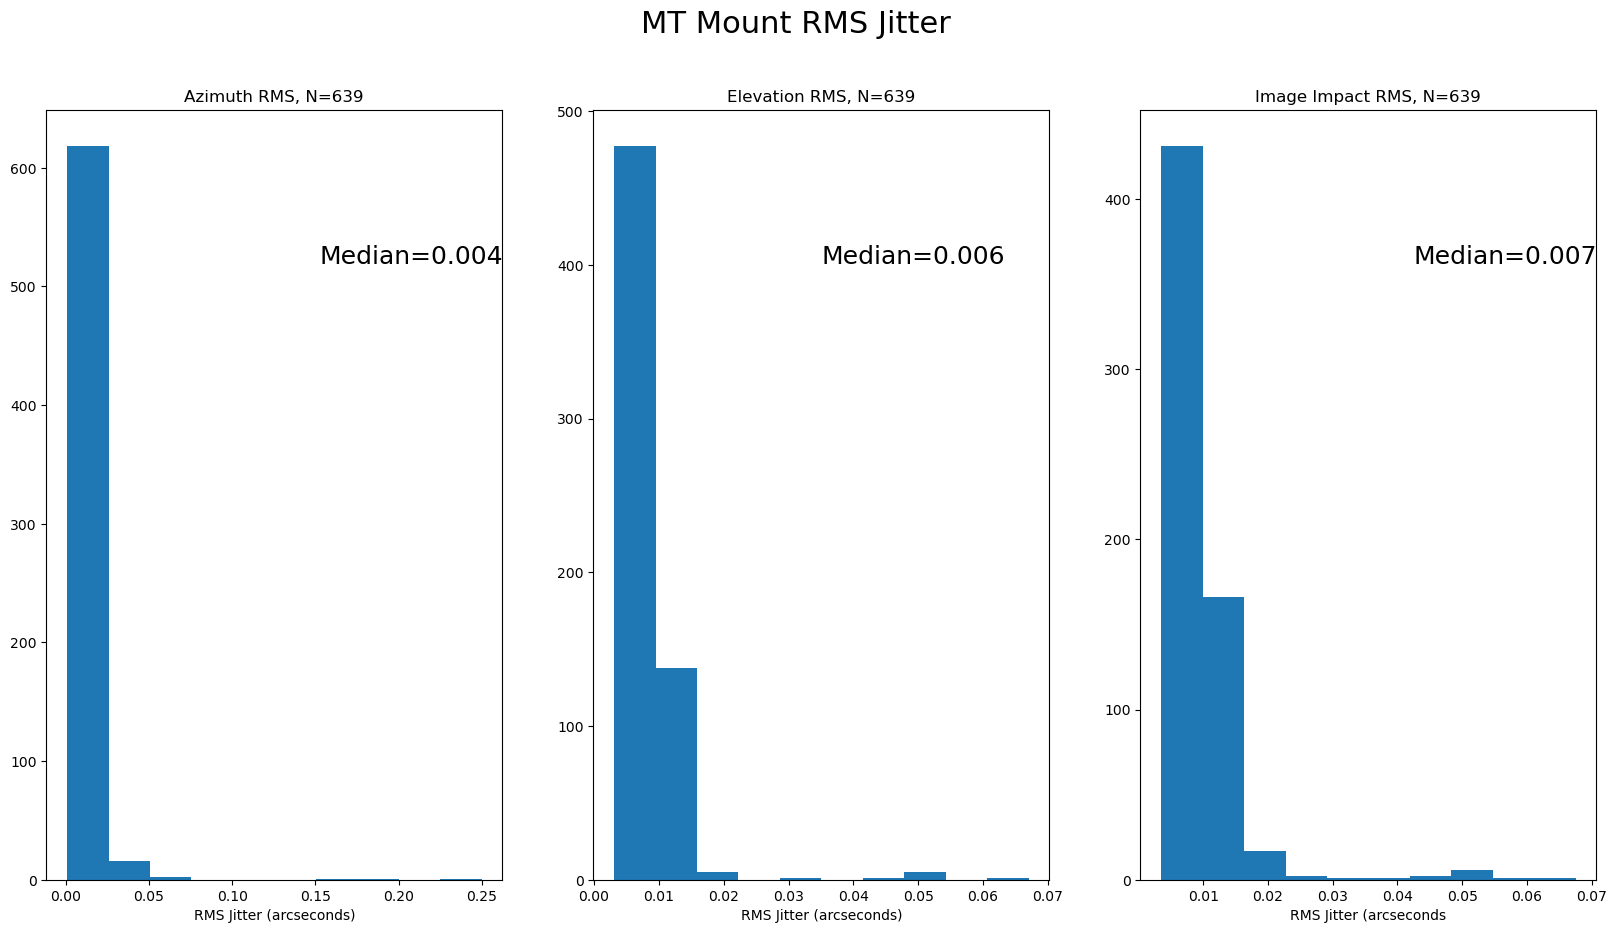 MT Mount RMS Jitter
Azimuth RMS, N=639
600
500
400
300
200
100
0
Median=0.004
0.00 0.05 0.10 0.15 0.20 0.25
RMS Jitter (arcseconds)
Elevation RMS, N=639
500
400
300
200
100
0
Median=0.006
0.00 0.01 0.02 0.03 0.04 0.05 0.06 0.07
RMS Jitter (arcseconds)
Image Impact RMS, N=639
400
300
200
100
0
Median=0.007
0.01 0.02 0.03 0.04 0.05 0.06 0.07
RMS Jitter (arcseconds